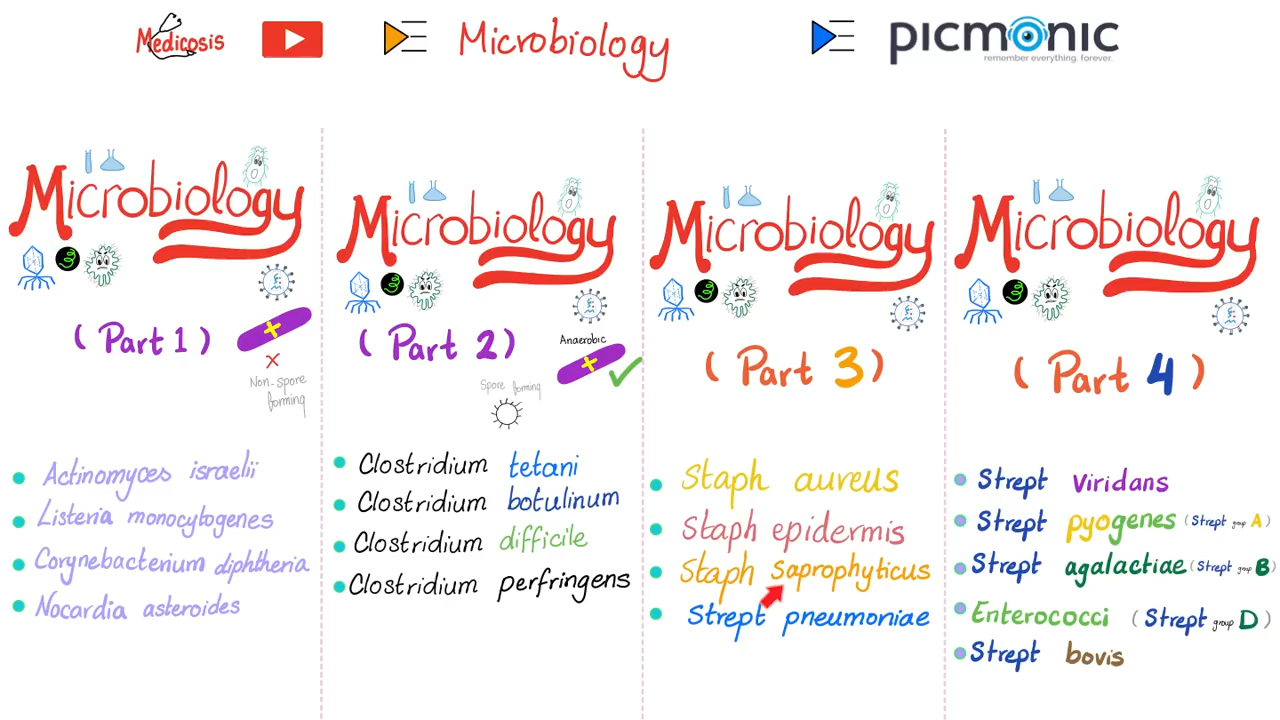 Medicosis
Microbiology
picmonic
remember everything. forever.
Microbiology
(Part 1)
Non-spore
forming
Actinomyces israelii
Listeria monocytogenes
Corynebacterium diphtheria
Nocardia asteroides
Microbiology
(Part 2)
Anaerobic
Spore forming
Clostridium tetani
Clostridium botulinum
Clostridium difficile
Clostridium perfringens
Microbiology
(Part 3)
Staph aureus
Staph epidermis
Staph saprophyticus
Strept pneumoniae
Microbiology
(Part 4)
Strept viridans
Strept pyogenes (Strept group A)
Strept agalactiae (Strept group B)
Enterococci (Strept group D)
Strept bovis